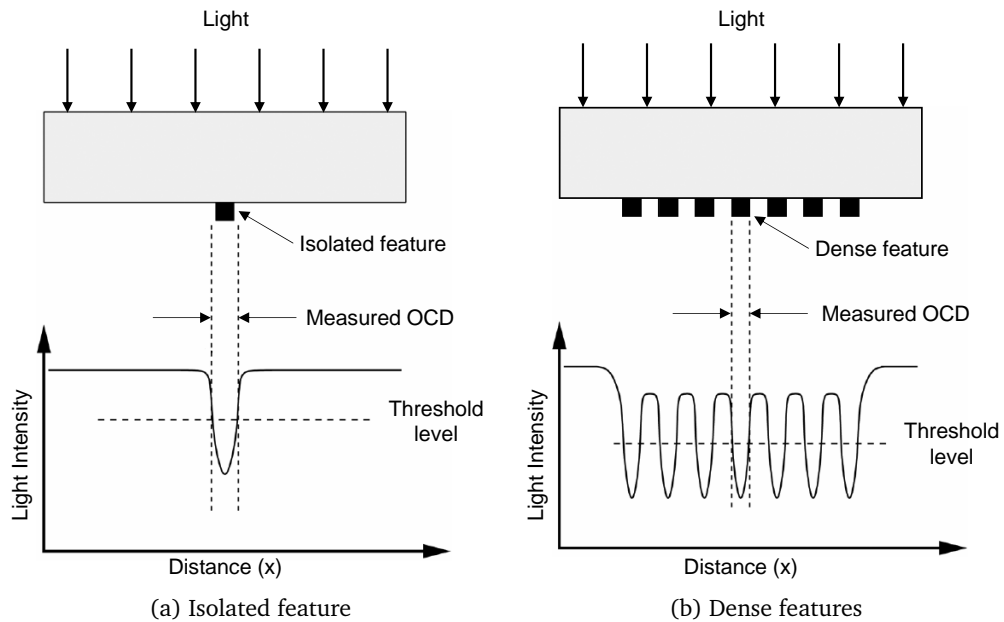 Light
Isolated feature
Measured OCD
Threshold
level
Light Intensity
Distance (x)
(a) Isolated feature
Light
Dense feature
Measured OCD
Threshold
level
Light Intensity
Distance (x)
(b) Dense features